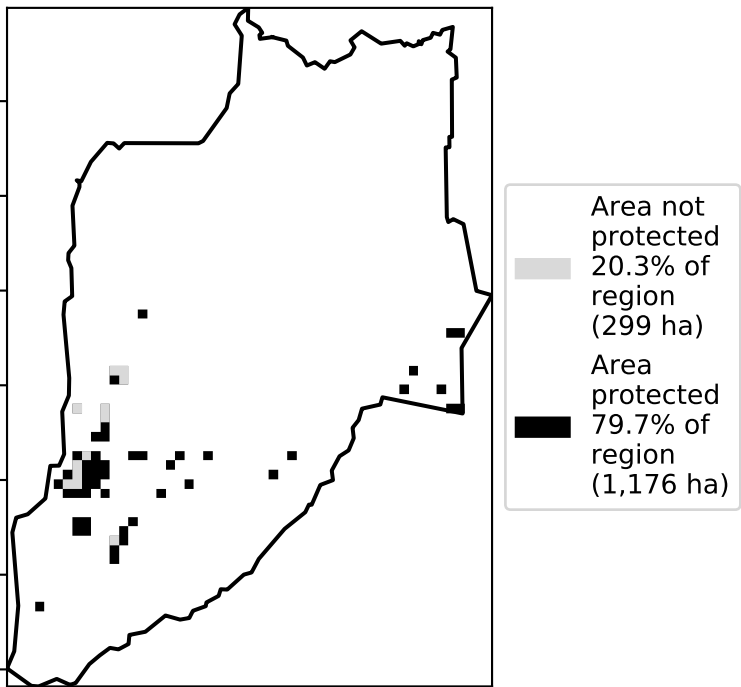 Area not
protected
20.3% of
region
(299 ha)
Area
protected
79.7% of
region
(1,176 ha)